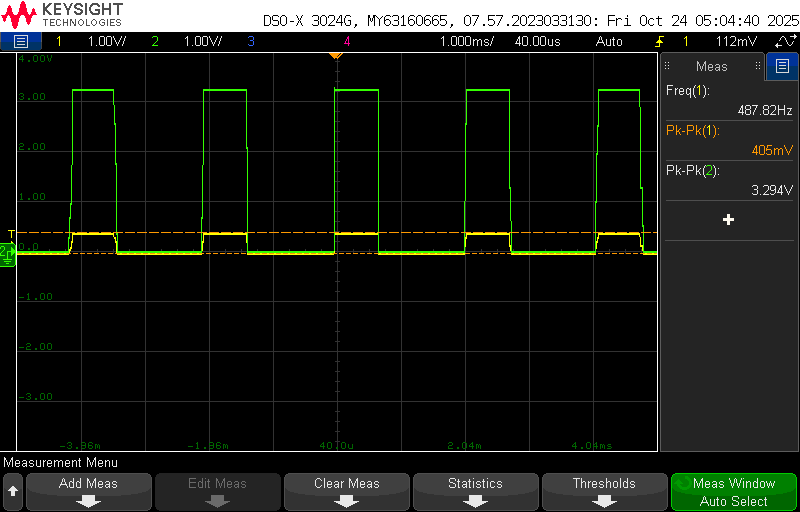 KEYSIGHT
TECHNOLOGIES
DSO-X 3024G, MY63160665, 07.57.2023033130: Fri Oct 24 05:04:40 2025
1 1.00V/ 2 1.00V/ 3 4 1.000ms/ 40.00us Auto 1 112mV
4.00V
3.00
2.00
1.00
0.0
-1.00
-2.00
-3.00
T
2
-3.96m -1.96m 40.0u 2.04m 4.04ms
Meas
Freq(1):
487.82Hz
Pk-Pk(1):
405mV
Pk-Pk(2):
3.294V
+
Measurement Menu
Add Meas
Edit Meas
Clear Meas
Statistics
Thresholds
Meas Window
Auto Select